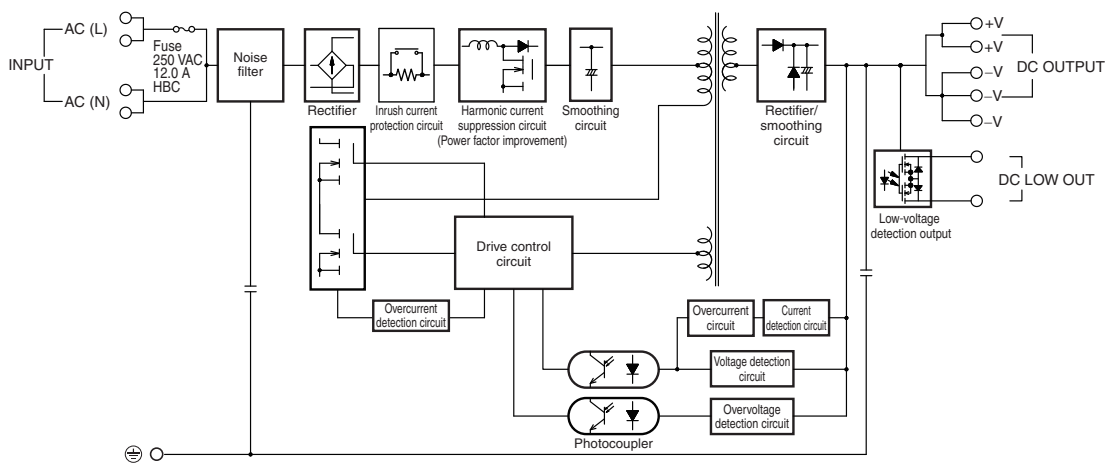 INPUT
AC (L)
Fuse
250 VAC
12.0 A
HBC
AC (N)
Noise
filter
Rectifier
Inrush current
protection circuit
Harmonic current
suppression circuit
(Power factor improvement)
Smoothing
circuit
Rectifier/
smoothing
circuit
+V
+V
−V
−V
−V
DC OUTPUT
DC LOW OUT
Low-voltage
detection output
Drive control
circuit
Overcurrent
detection circuit
Overcurrent
circuit
Current
detection circuit
Voltage detection
circuit
Overvoltage
detection circuit
Photocoupler